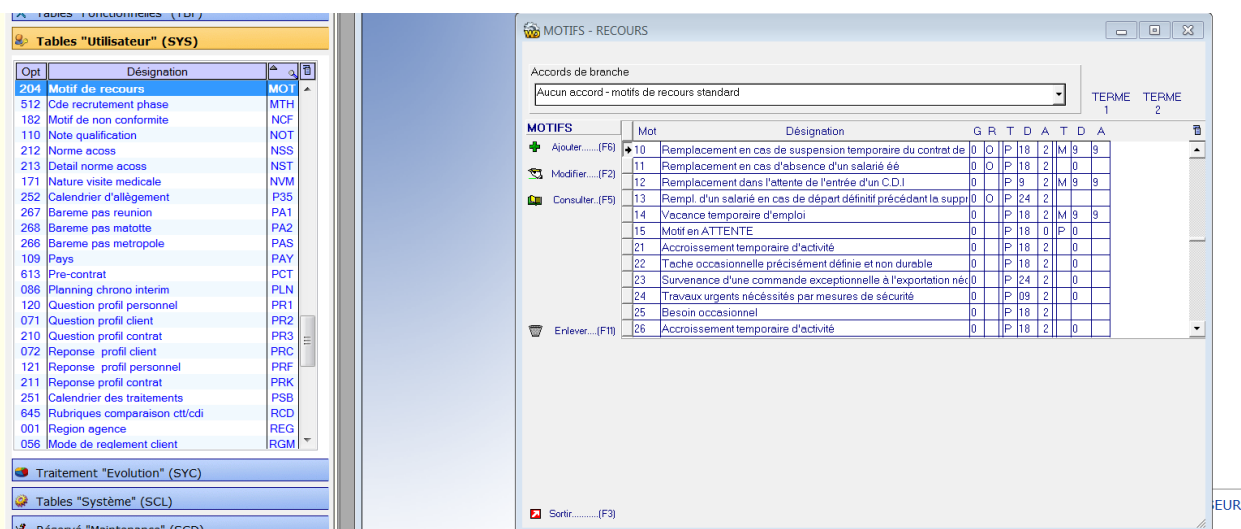 Tables "Fonctionnelles" (TBF)
Tables "Utilisateur" (SYS)
Opt Désignation
204 Motif de recours MOT
512 Cde recrutement phase MTH
182 Motif de non conformite NCF
110 Note qualification NOT
212 Norme acoss NSS
213 Detail norme acoss NST
171 Nature visite medicale NVM
252 Calendrier d'allègement P35
267 Bareme pas reunion PA1
268 Bareme pas matotte PA2
266 Bareme pas metropole PAS
109 Pays PAY
613 Pre-contrat PCT
086 Planning chrono interim PLN
120 Question profil personnel PR1
071 Question profil client PR2
210 Question profil contrat PR3
072 Reponse profil client PRC
121 Reponse profil personnel PRF
211 Reponse profil contrat PRK
251 Calendrier des traitements PSB
645 Rubriques comparaison ctt/cdi RCD
001 Region agence REG
056 Mode de reglement client RGM
Traitement "Evolution" (SYC)
Tables "Système" (SCL)
Réservé "Maintenance" (SCD)
MOTIFS - RECOURS
Accords de branche
Aucun accord - motifs de recours standard
TERME 1 TERME 2
MOTIFS
Ajouter.......(F6)
Modifier.....(F2)
Consulter..(F5)
Enlever....(F11)
Sortir..........(F3)
Mot Désignation G R T D A T D A
10 Remplacement en cas de suspension temporaire du contrat de 0 O P 18 2 M 9 9
11 Remplacement en cas d'absence d'un salarié éé 0 O P 18 2 0
12 Remplacement dans l'attente de l'entrée d'un C.D.I 0 P 9 2 M 9 9
13 Rempl. d'un salarié en cas de départ définitif précédant la suppr 0 O P 24 2
14 Vacance temporaire d'emploi 0 P 18 2 M 9 9
15 Motif en ATTENTE 0 P 18 0 P 0
21 Accroissement temporaire d'activité 0 P 18 2 0
22 Tache occasionnelle précisément définie et non durable 0 P 18 2 0
23 Survenance d'une commande exceptionnelle à l'exportation néc 0 P 24 2 0
24 Travaux urgents nécéssités par mesures de sécurité 0 P 09 2 0
25 Besoin occasionnel 0 P 18 2
26 Accroissement temporaire d'activité 0 P 18 2 0
SEUR